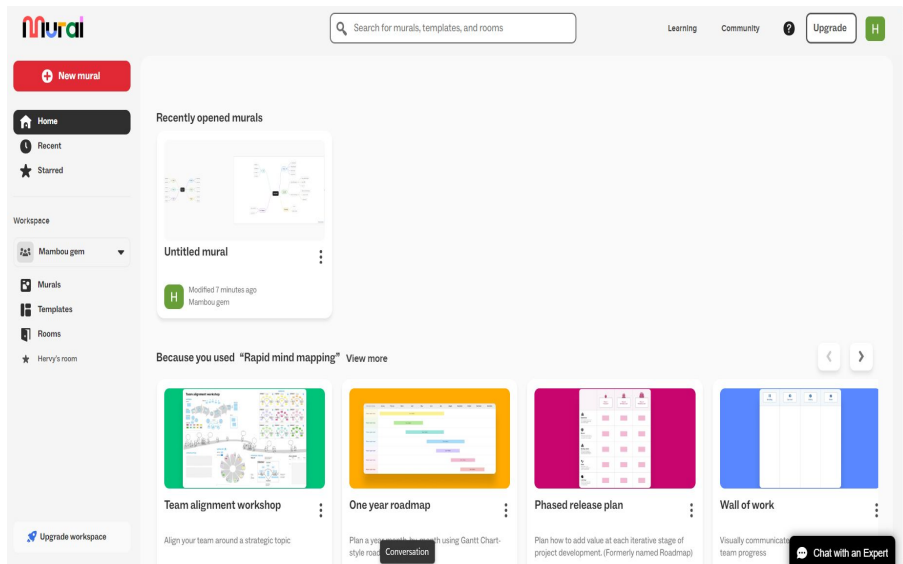 Mural
Search for murals, templates, and rooms
Learning
Community
?
Upgrade
H
New mural
Home
Recent
Starred
Workspace
Mambou gem
Murals
Templates
Rooms
Hervy's room
Upgrade workspace
Recently opened murals
Untitled mural
H
Modified 7 minutes ago
Mambou gem
Because you used "Rapid mind mapping" View more
Team alignment workshop
Team alignment workshop
Align your team around a strategic topic
One year roadmap
Plan a year month-by-month using Gantt Chart-
style road
Conversation
Phased release plan
Plan how to add value at each iterative stage of
project development. (Formerly named Roadmap)
Wall of work
Visually communicate
team progress
Chat with an Expert